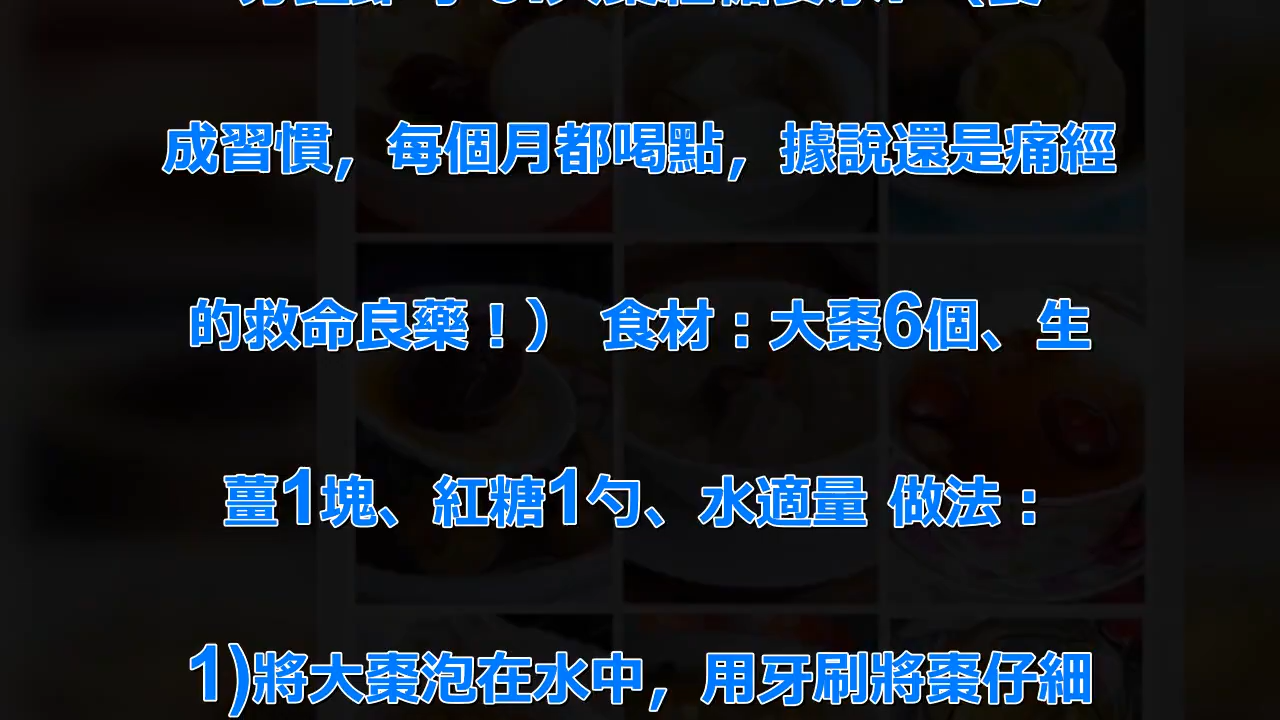 成習慣，每個月都喝點，據說還是痛經
的救命良藥！） 食材：大棗6個、生
薑1塊、紅糖1勺、水適量 做法：
1)將大棗泡在水中，用牙刷將棗仔細